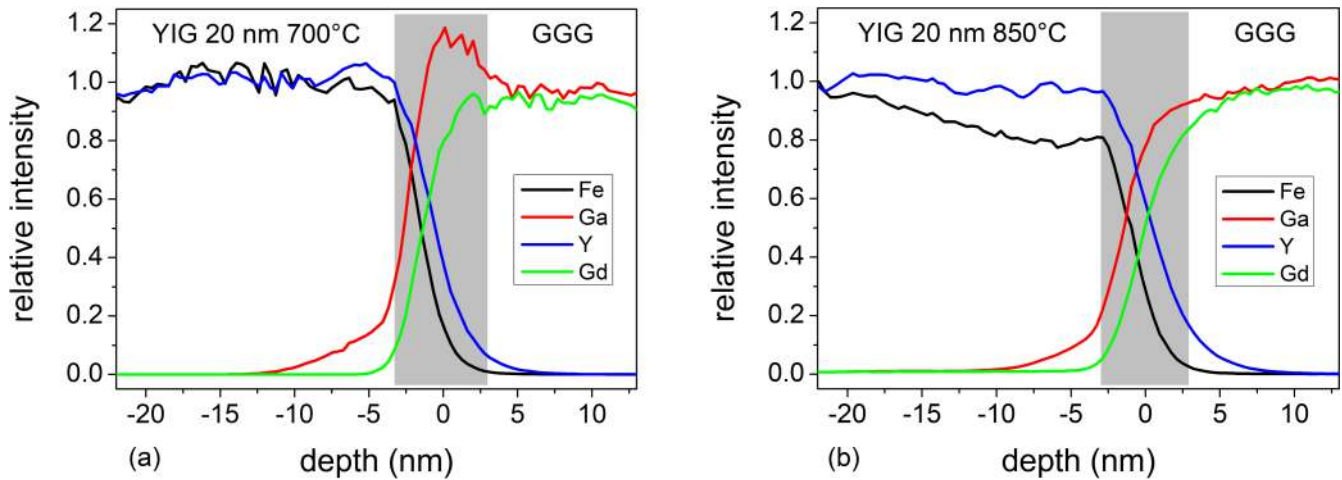 YIG 20 nm 700°C
GGG
relative intensity
1.2
1.0
0.8
0.6
0.4
0.2
0.0
Fe
Ga
Y
Gd
-20 -15 -10 -5 0 5 10
(a) depth (nm)
YIG 20 nm 850°C
GGG
relative intensity
1.2
1.0
0.8
0.6
0.4
0.2
0.0
Fe
Ga
Y
Gd
-20 -15 -10 -5 0 5 10
(b) depth (nm)